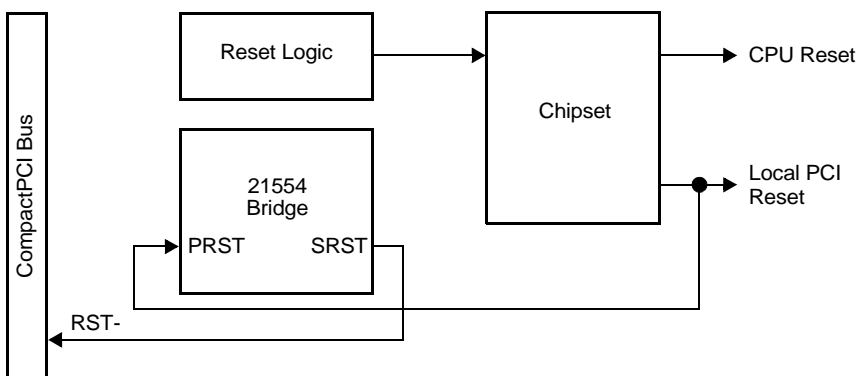 CompactPCI Bus
Reset Logic
Chipset
CPU Reset
Local PCI
Reset
21554
Bridge
PRST
SRST
RST-